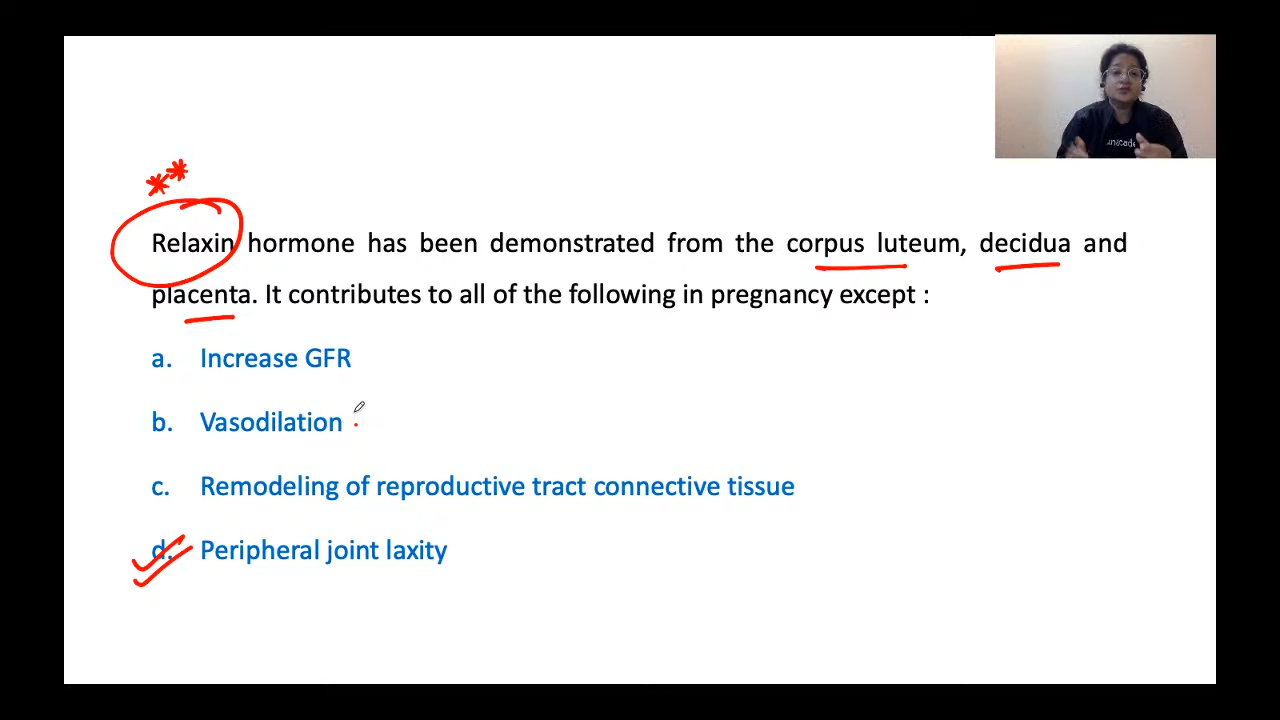 Relaxin hormone has been demonstrated from the corpus luteum, decidua and
placenta. It contributes to all of the following in pregnancy except :
a. Increase GFR
b. Vasodilation
c. Remodeling of reproductive tract connective tissue
d. Peripheral joint laxity